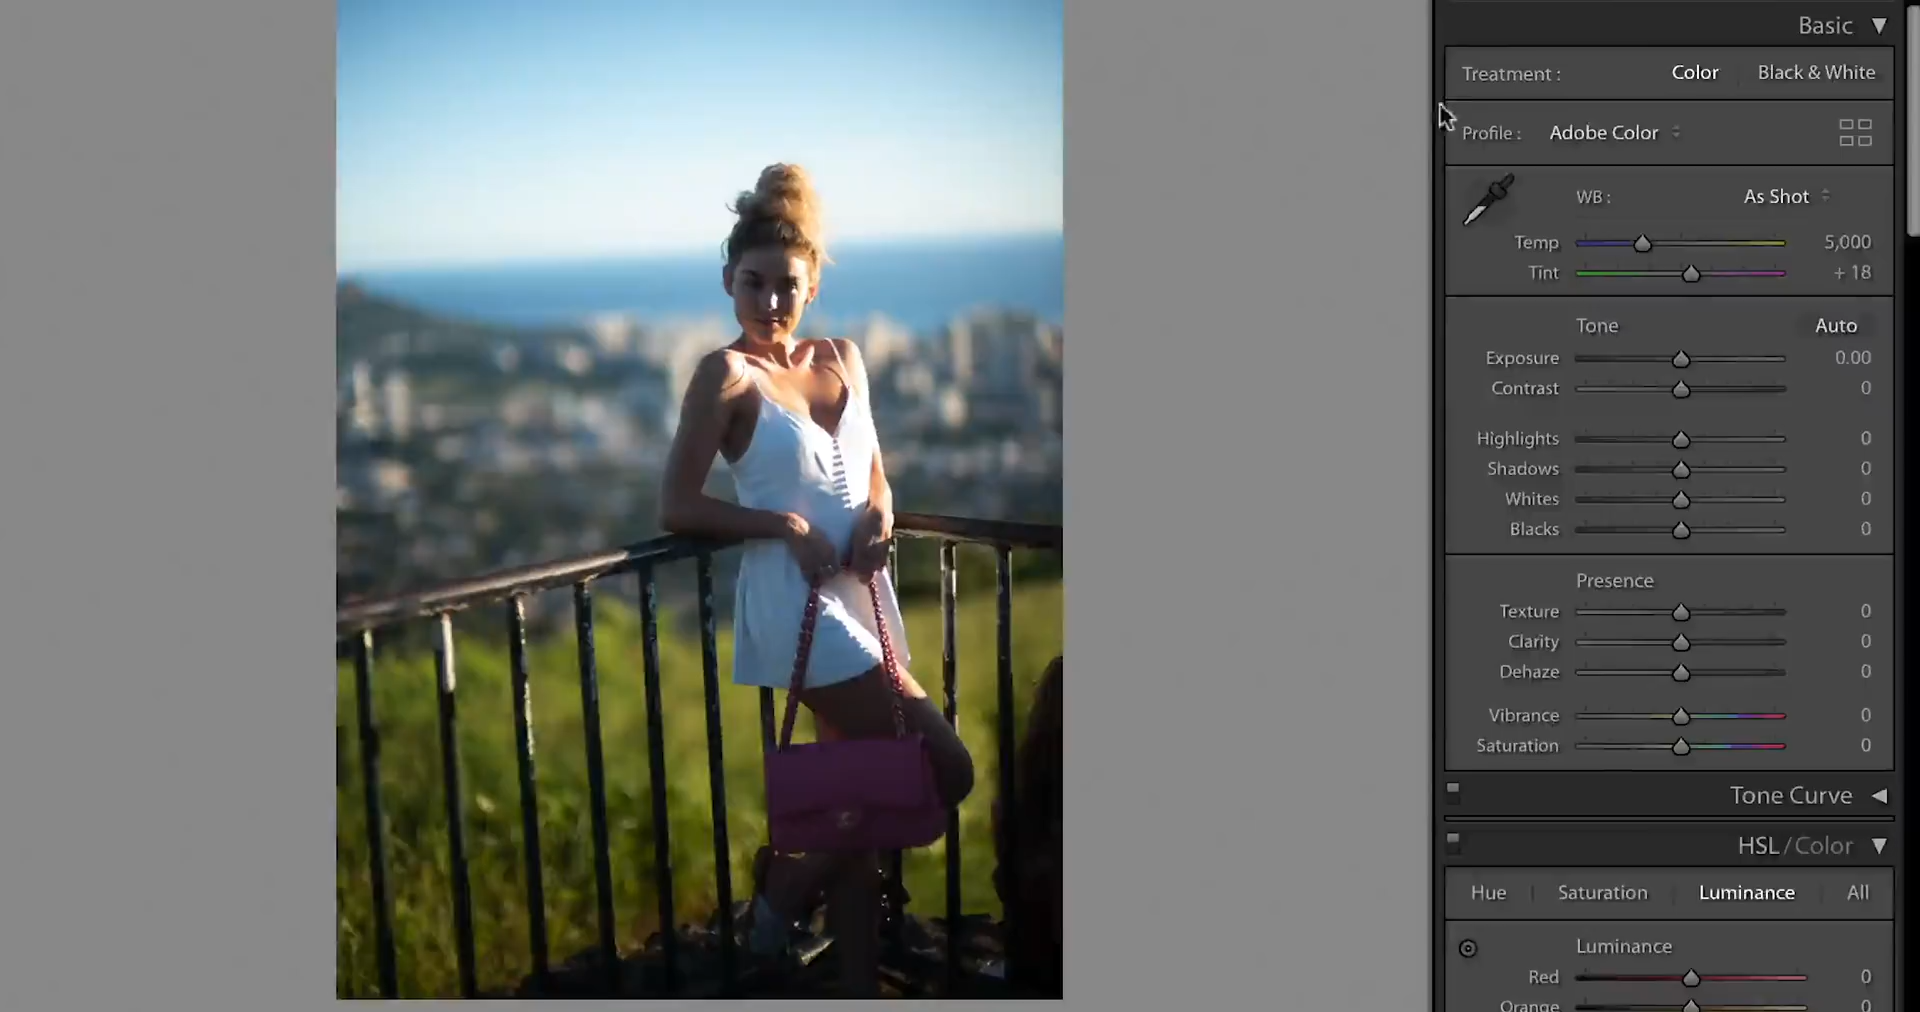 Basic
Treatment : Color Black & White
Profile : Adobe Color
WB : As Shot
Temp 5,000
Tint + 18
Tone Auto
Exposure 0.00
Contrast 0
Highlights 0
Shadows 0
Whites 0
Blacks 0
Presence
Texture 0
Clarity 0
Dehaze 0
Vibrance 0
Saturation 0
Tone Curve
HSL / Color
Hue Saturation Luminance All
Luminance
Red 0
Orange 0